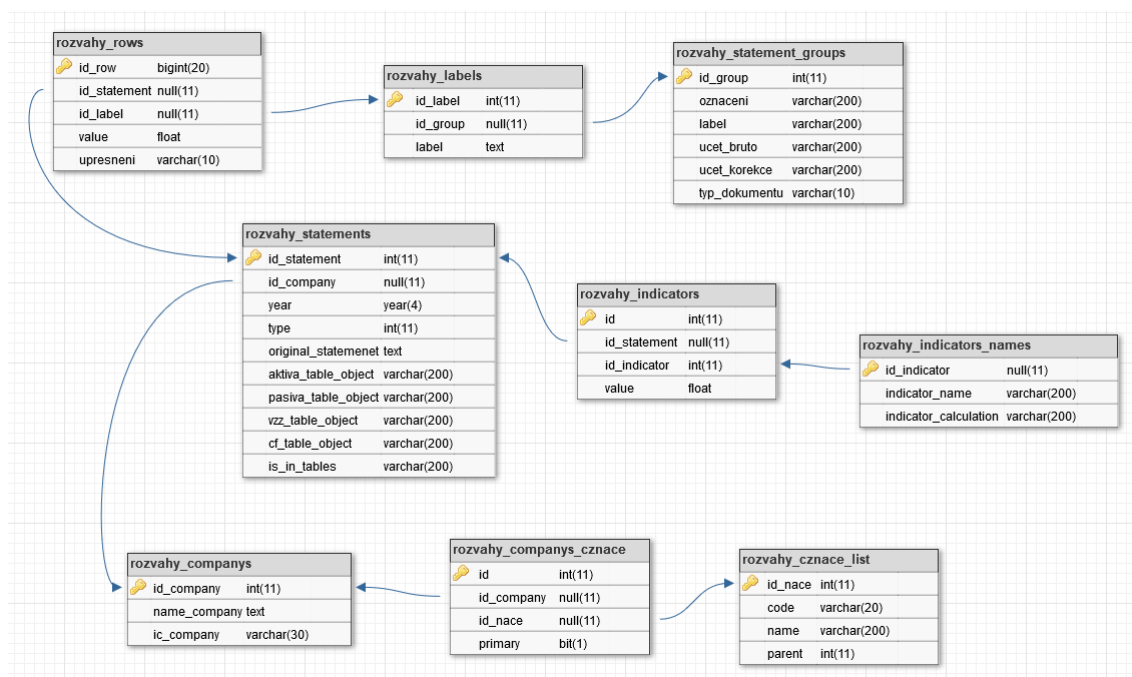 rozvahy_rows
id_row bigint(20)
id_statement null(11)
id_label null(11)
value float
upresneni varchar(10)
rozvahy_labels
id_label int(11)
id_group null(11)
label text
rozvahy_statement_groups
id_group int(11)
oznaceni varchar(200)
label varchar(200)
ucet_bruto varchar(200)
ucet_korekce varchar(200)
typ_dokumentu varchar(10)
rozvahy_statements
id_statement int(11)
id_company null(11)
year year(4)
type int(11)
original_statemenet text
aktiva_table_object varchar(200)
pasiva_table_object varchar(200)
vzz_table_object varchar(200)
cf_table_object varchar(200)
is_in_tables varchar(200)
rozvahy_indicators
id int(11)
id_statement null(11)
id_indicator int(11)
value float
rozvahy_indicators_names
id_indicator null(11)
indicator_name varchar(200)
indicator_calculation varchar(200)
rozvahy_companys
id_company int(11)
name_company text
ic_company varchar(30)
rozvahy_companys_cznace
id int(11)
id_company null(11)
id_nace null(11)
primary bit(1)
rozvahy_cznace_list
id_nace int(11)
code varchar(20)
name varchar(200)
parent int(11)